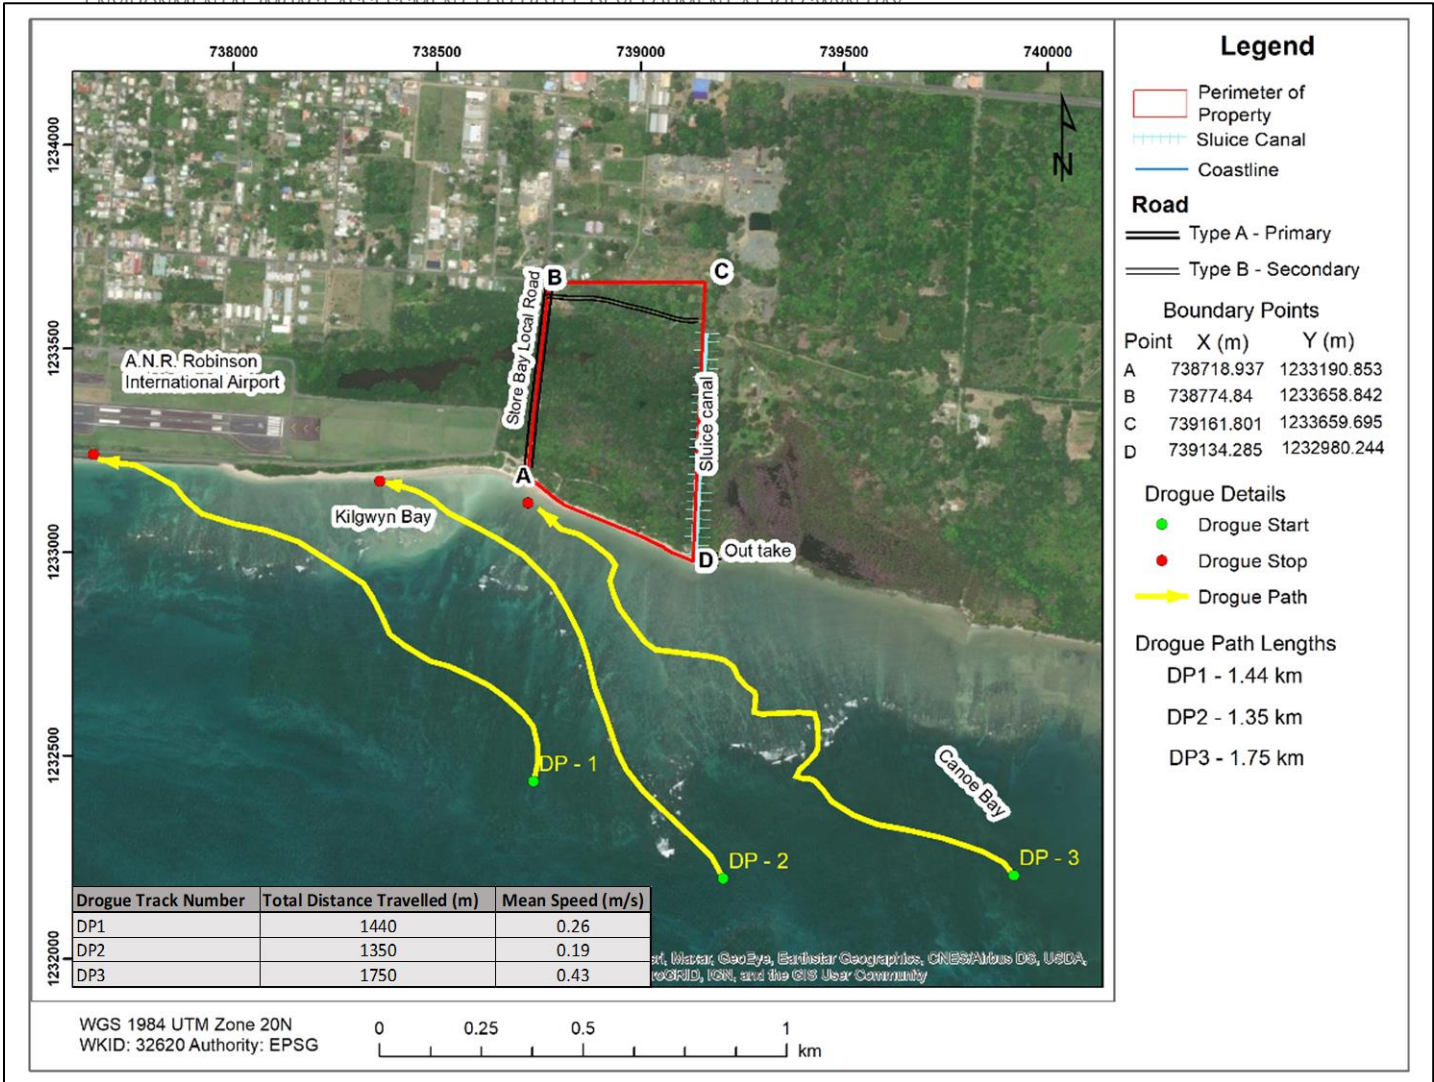 738000 738500 739000 739500 740000
1234000
1233500
1233000
1232500
1232000
N
B
C
A
D
Store Bay Local Road
A.N.R. Robinson
International Airport
Sluice canal
Out take
Kilgwyn Bay
Canoe Bay
DP - 1
DP - 2
DP - 3
Drogue Track Number Total Distance Travelled (m) Mean Speed (m/s)
DP1 1440 0.26
DP2 1350 0.19
DP3 1750 0.43
Maxar, GeoEye, Earthstar Geographics, CNES/Airbus DS, USDA,
IGN, and the GIS User Community
WGS 1984 UTM Zone 20N
WKID: 32620 Authority: EPSG
0 0.25 0.5 1
km
Legend
Perimeter of
Property
Sluice Canal
Coastline
Road
Type A - Primary
Type B - Secondary
Boundary Points
Point X (m) Y (m)
A 738718.937 1233190.853
B 738774.84 1233658.842
C 739161.801 1233659.695
D 739134.285 1232980.244
Drogue Details
Drogue Start
Drogue Stop
Drogue Path
Drogue Path Lengths
DP1 - 1.44 km
DP2 - 1.35 km
DP3 - 1.75 km